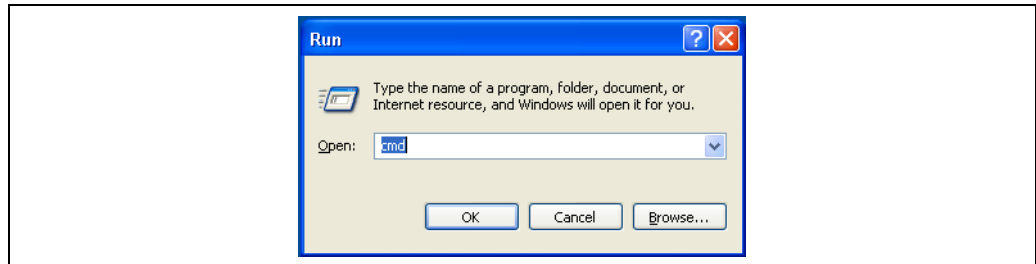 Run
Type the name of a program, folder, document, or
Internet resource, and Windows will open it for you.
Open: cmd
OK Cancel Browse...